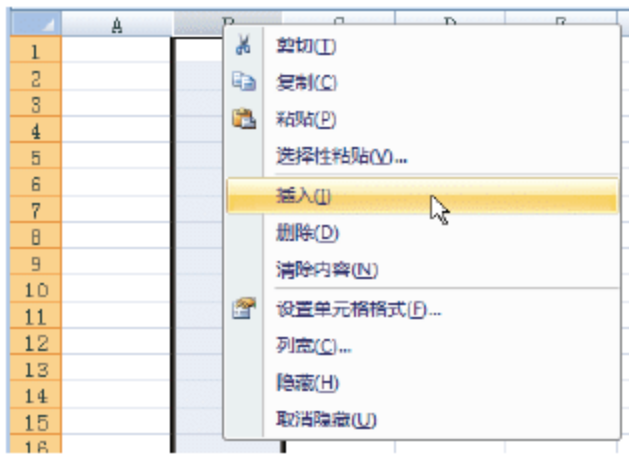 A B C D E
1
剪切(T)
2
复制(C)
3
粘贴(P)
4
5
选择性粘贴(V)...
6
插入(I)
7
8
删除(D)
9
清除内容(N)
10
11
设置单元格格式(F)...
12
列宽(C)...
13
隐藏(H)
14
15
取消隐藏(U)
16